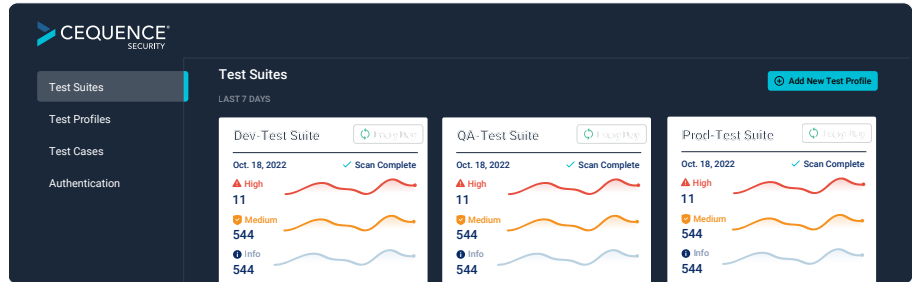 CEQUENCE®
SECURITY
Test Suites
Test Profiles
Test Cases
Authentication
Test Suites
Add New Test Profile
LAST 7 DAYS
Dev-Test Suite
Oct. 18, 2022 Scan Complete
High
11
Medium
544
Info
544
QA-Test Suite
Oct. 18, 2022 Scan Complete
High
11
Medium
544
Info
544
Prod-Test Suite
Oct. 18, 2022 Scan Complete
High
11
Medium
544
Info
544